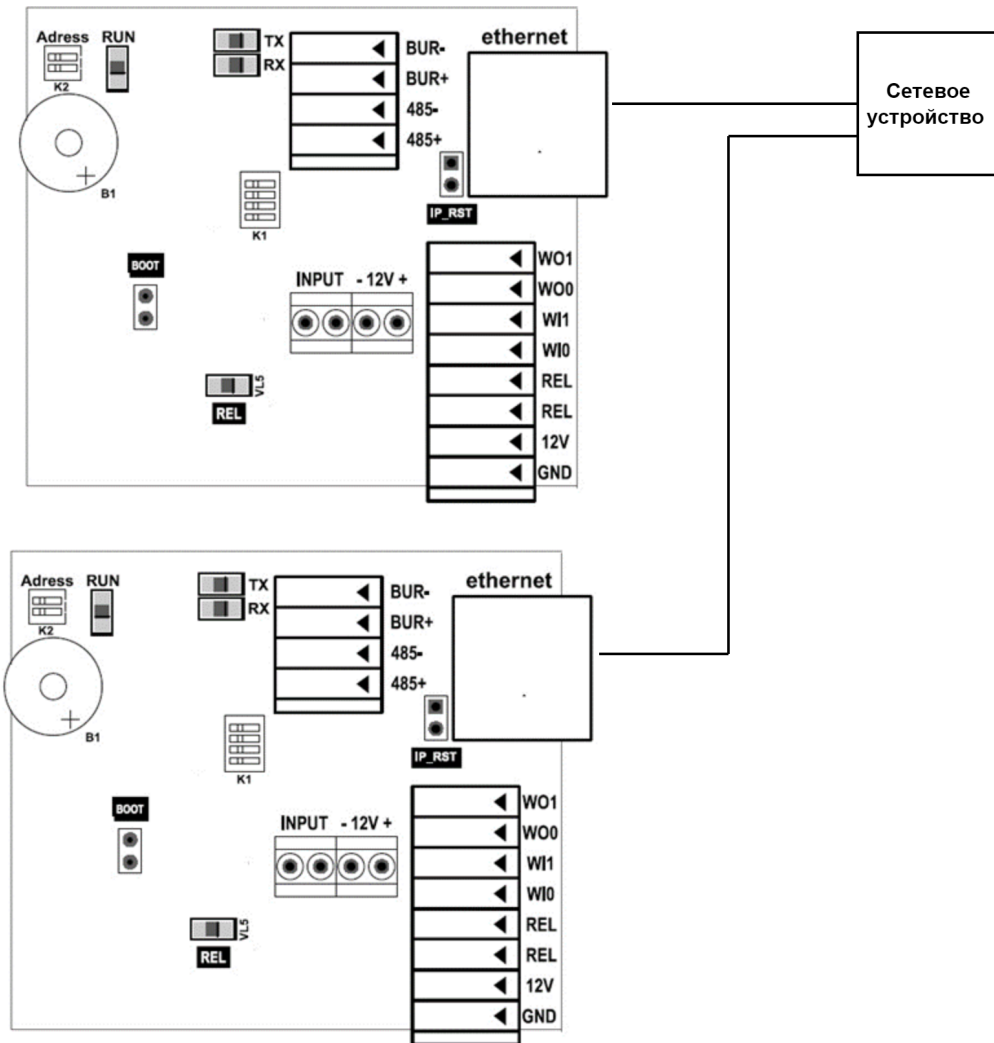 ethernet
Adress RUN
TX
RX
K2
BUR-
BUR+
485-
485+
B1
K1
IP_RST
BOOT
INPUT - 12V +
VL5
REL
WO1
WO0
WI1
WI0
REL
REL
12V
GND
Сетевое
устройство
ethernet
Adress RUN
TX
RX
K2
BUR-
BUR+
485-
485+
B1
K1
IP_RST
BOOT
INPUT - 12V +
VL5
REL
WO1
WO0
WI1
WI0
REL
REL
12V
GND